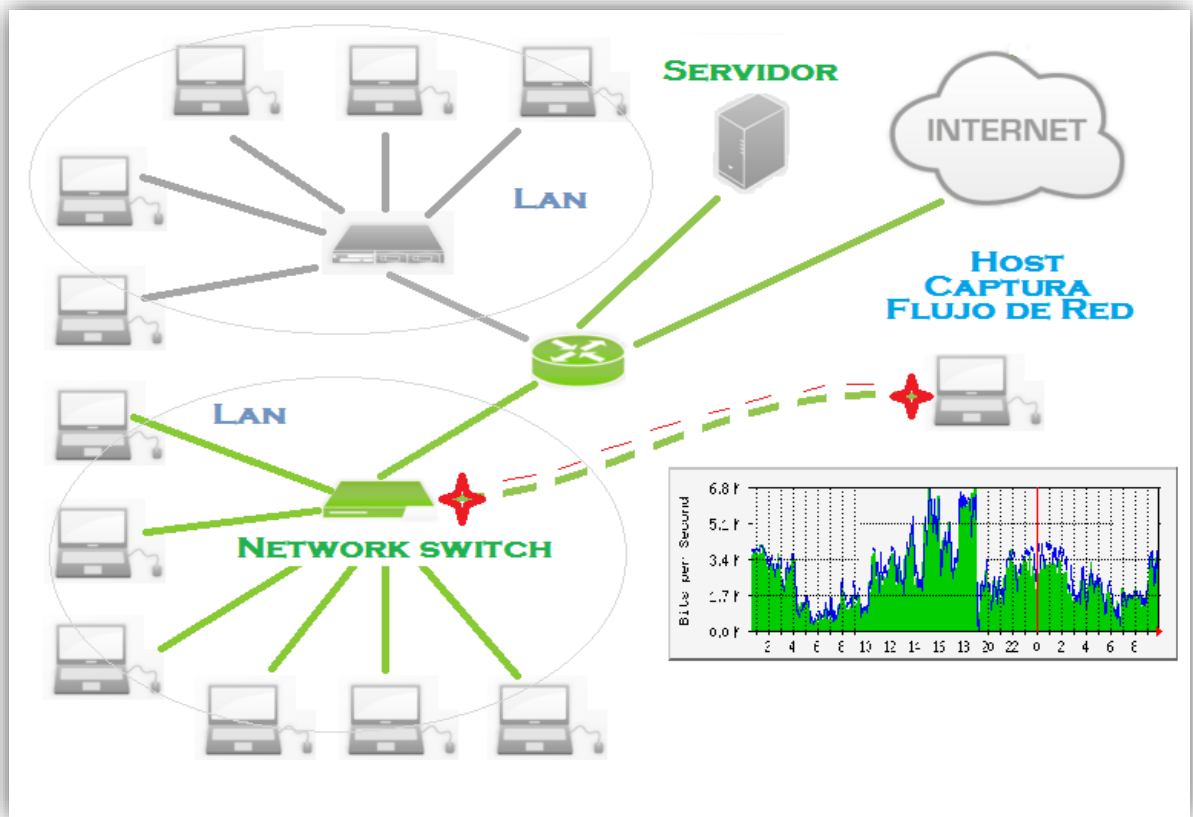 SERVIDOR
INTERNET
LAN
HOST
CAPTURA
FLUJO DE RED
LAN
NETWORK SWITCH
Bits per Second
6.8 M
5.1 M
3.4 M
1.7 M
0.0 M
2 4 6 8 10 12 14 16 18 20 22 0 2 4 6 8